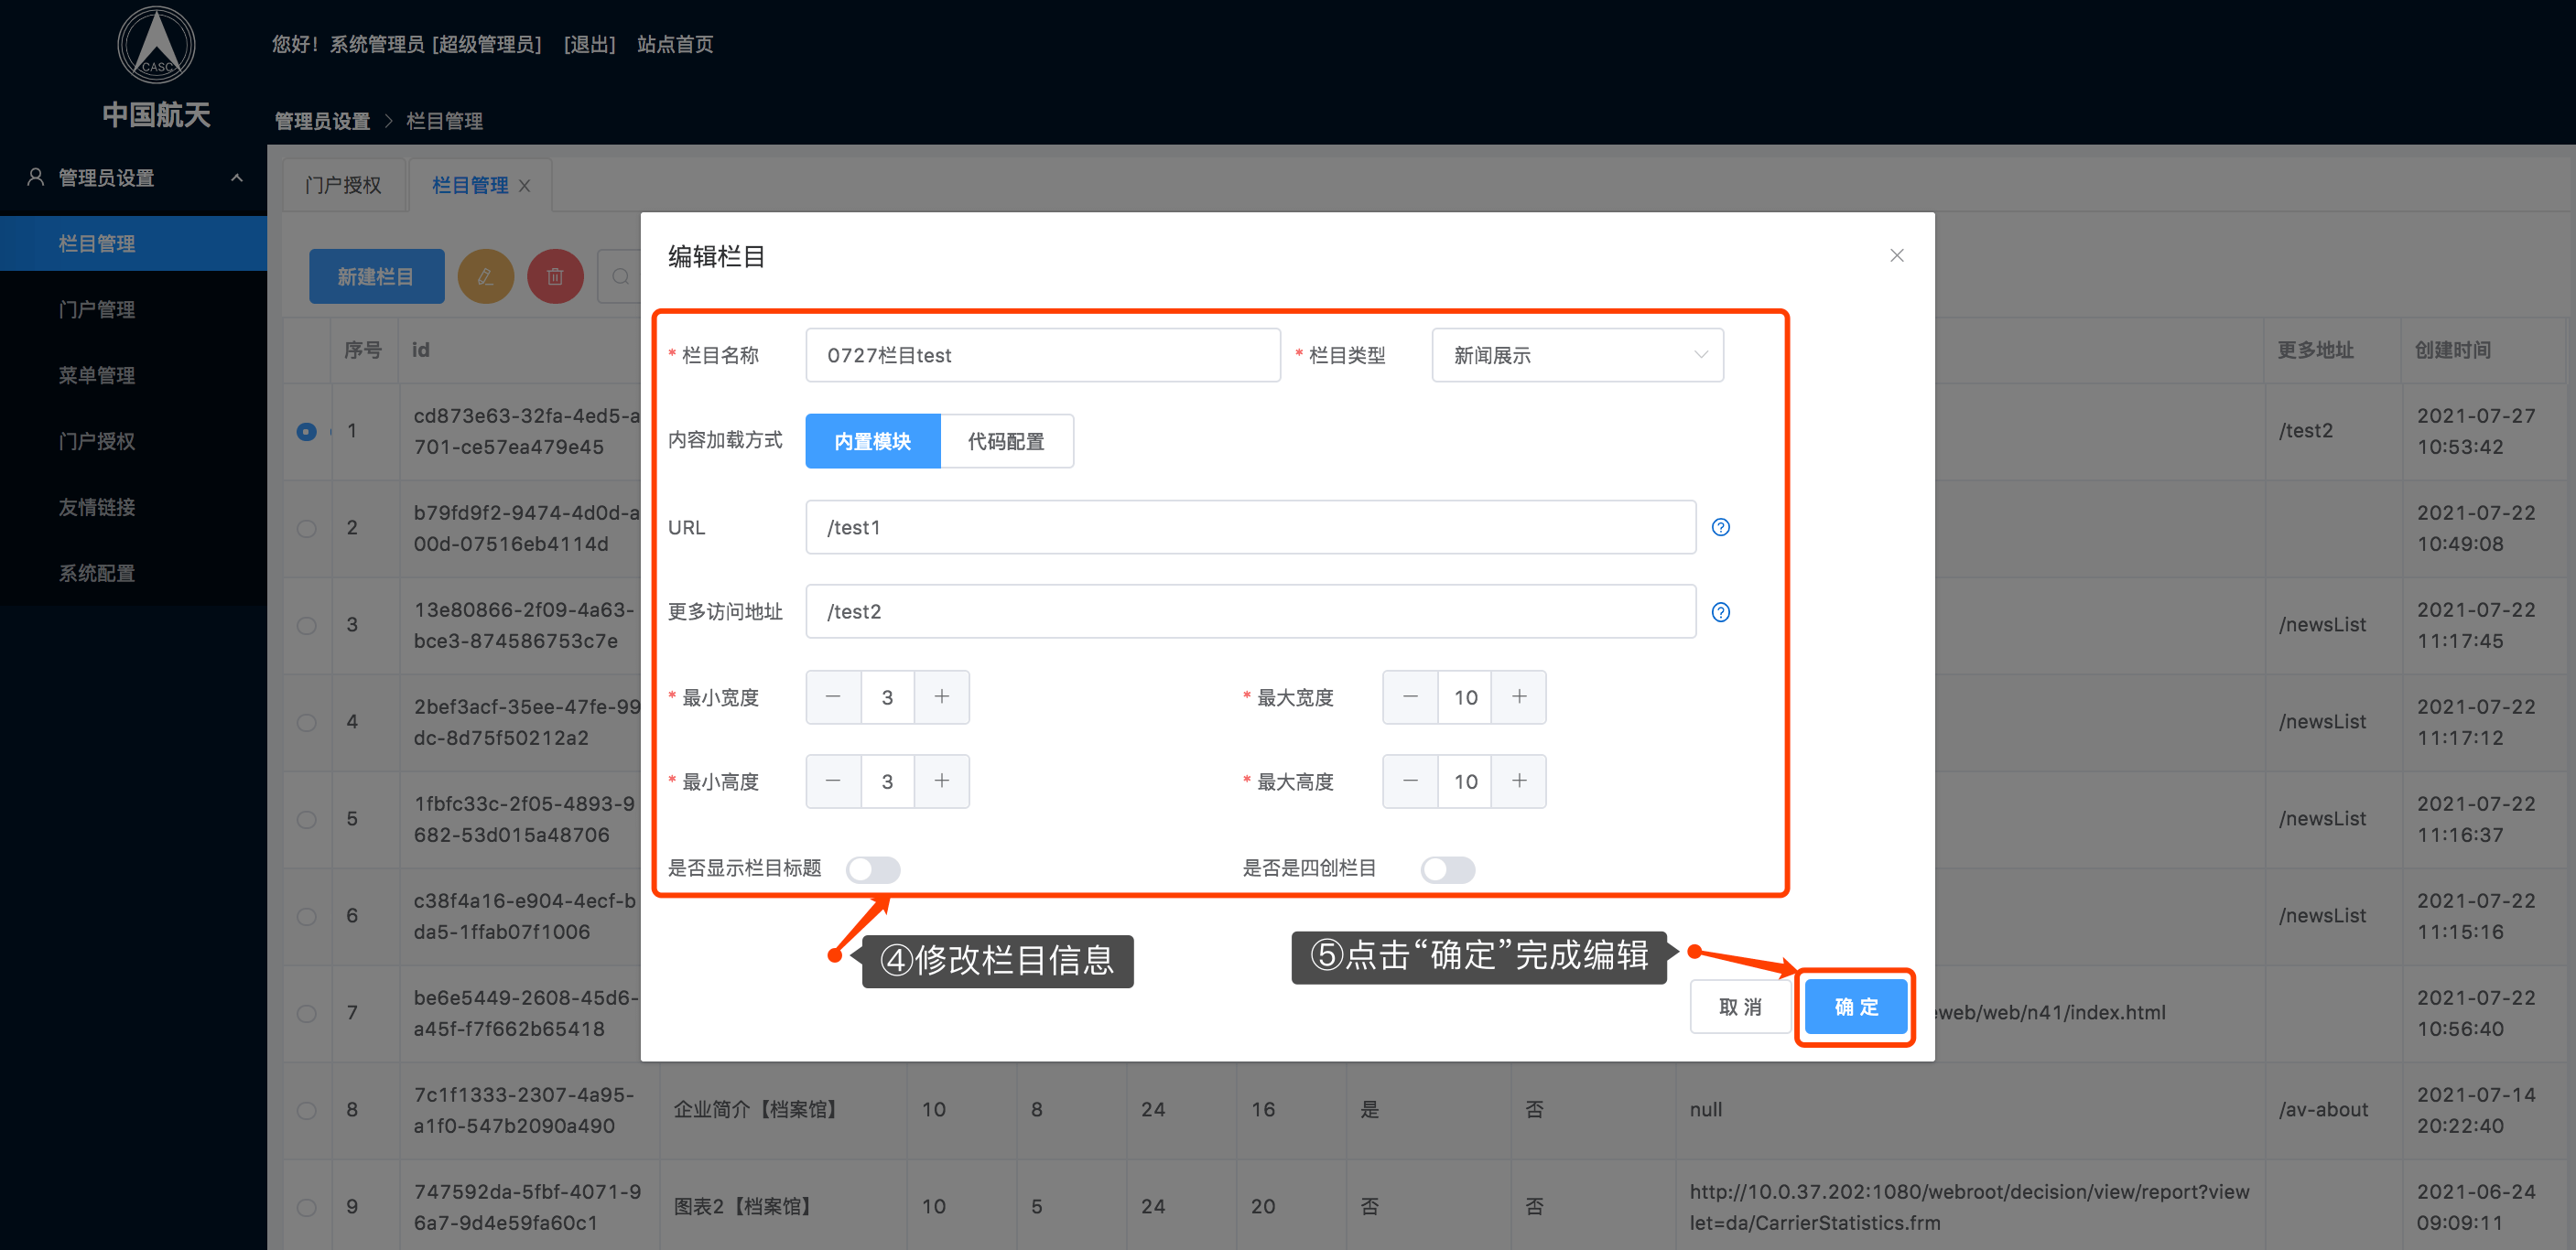 CASC
中国航天
您好！系统管理员 [超级管理员] [退出] 站点首页
管理员设置 > 栏目管理
管理员设置
栏目管理
门户管理
菜单管理
门户授权
友情链接
系统配置
门户授权 栏目管理
新建栏目
编辑栏目
* 栏目名称 0727栏目test * 栏目类型 新闻展示
内容加载方式 内置模块 代码配置
URL /test1
更多访问地址 /test2
* 最小宽度 3 * 最大宽度 10
* 最小高度 3 * 最大高度 10
是否显示栏目标题 是否是四创栏目
④修改栏目信息
⑤点击“确定”完成编辑
取 消 确 定
序号 id 更多地址 创建时间
1 cd873e63-32fa-4ed5-a /test2 2021-07-27
701-ce57ea479e45 10:53:42
2 b79fd9f2-9474-4d0d-a 2021-07-22
00d-07516eb4114d 10:49:08
3 13e80866-2f09-4a63- /newsList 2021-07-22
bce3-874586753c7e 11:17:45
4 2bef3acf-35ee-47fe-99 /newsList 2021-07-22
dc-8d75f50212a2 11:17:12
5 1fbfc33c-2f05-4893-9 /newsList 2021-07-22
682-53d015a48706 11:16:37
6 c38f4a16-e904-4ecf-b /newsList 2021-07-22
da5-1ffab07f1006 11:15:16
7 be6e5449-2608-45d6- eweb/web/n41/index.html 2021-07-22
a45f-f7f662b65418 10:56:40
8 7c1f1333-2307-4a95- 企业简介【档案馆】 10 8 24 16 是 否 null /av-about 2021-07-14
a1f0-547b2090a490 20:22:40
9 747592da-5fbf-4071-9 图表2【档案馆】 10 5 24 20 否 否 http://10.0.37.202:1080/webroot/decision/view/report?view 2021-06-24
6a7-9d4e59fa60c1 let=da/CarrierStatistics.frm 09:09:11